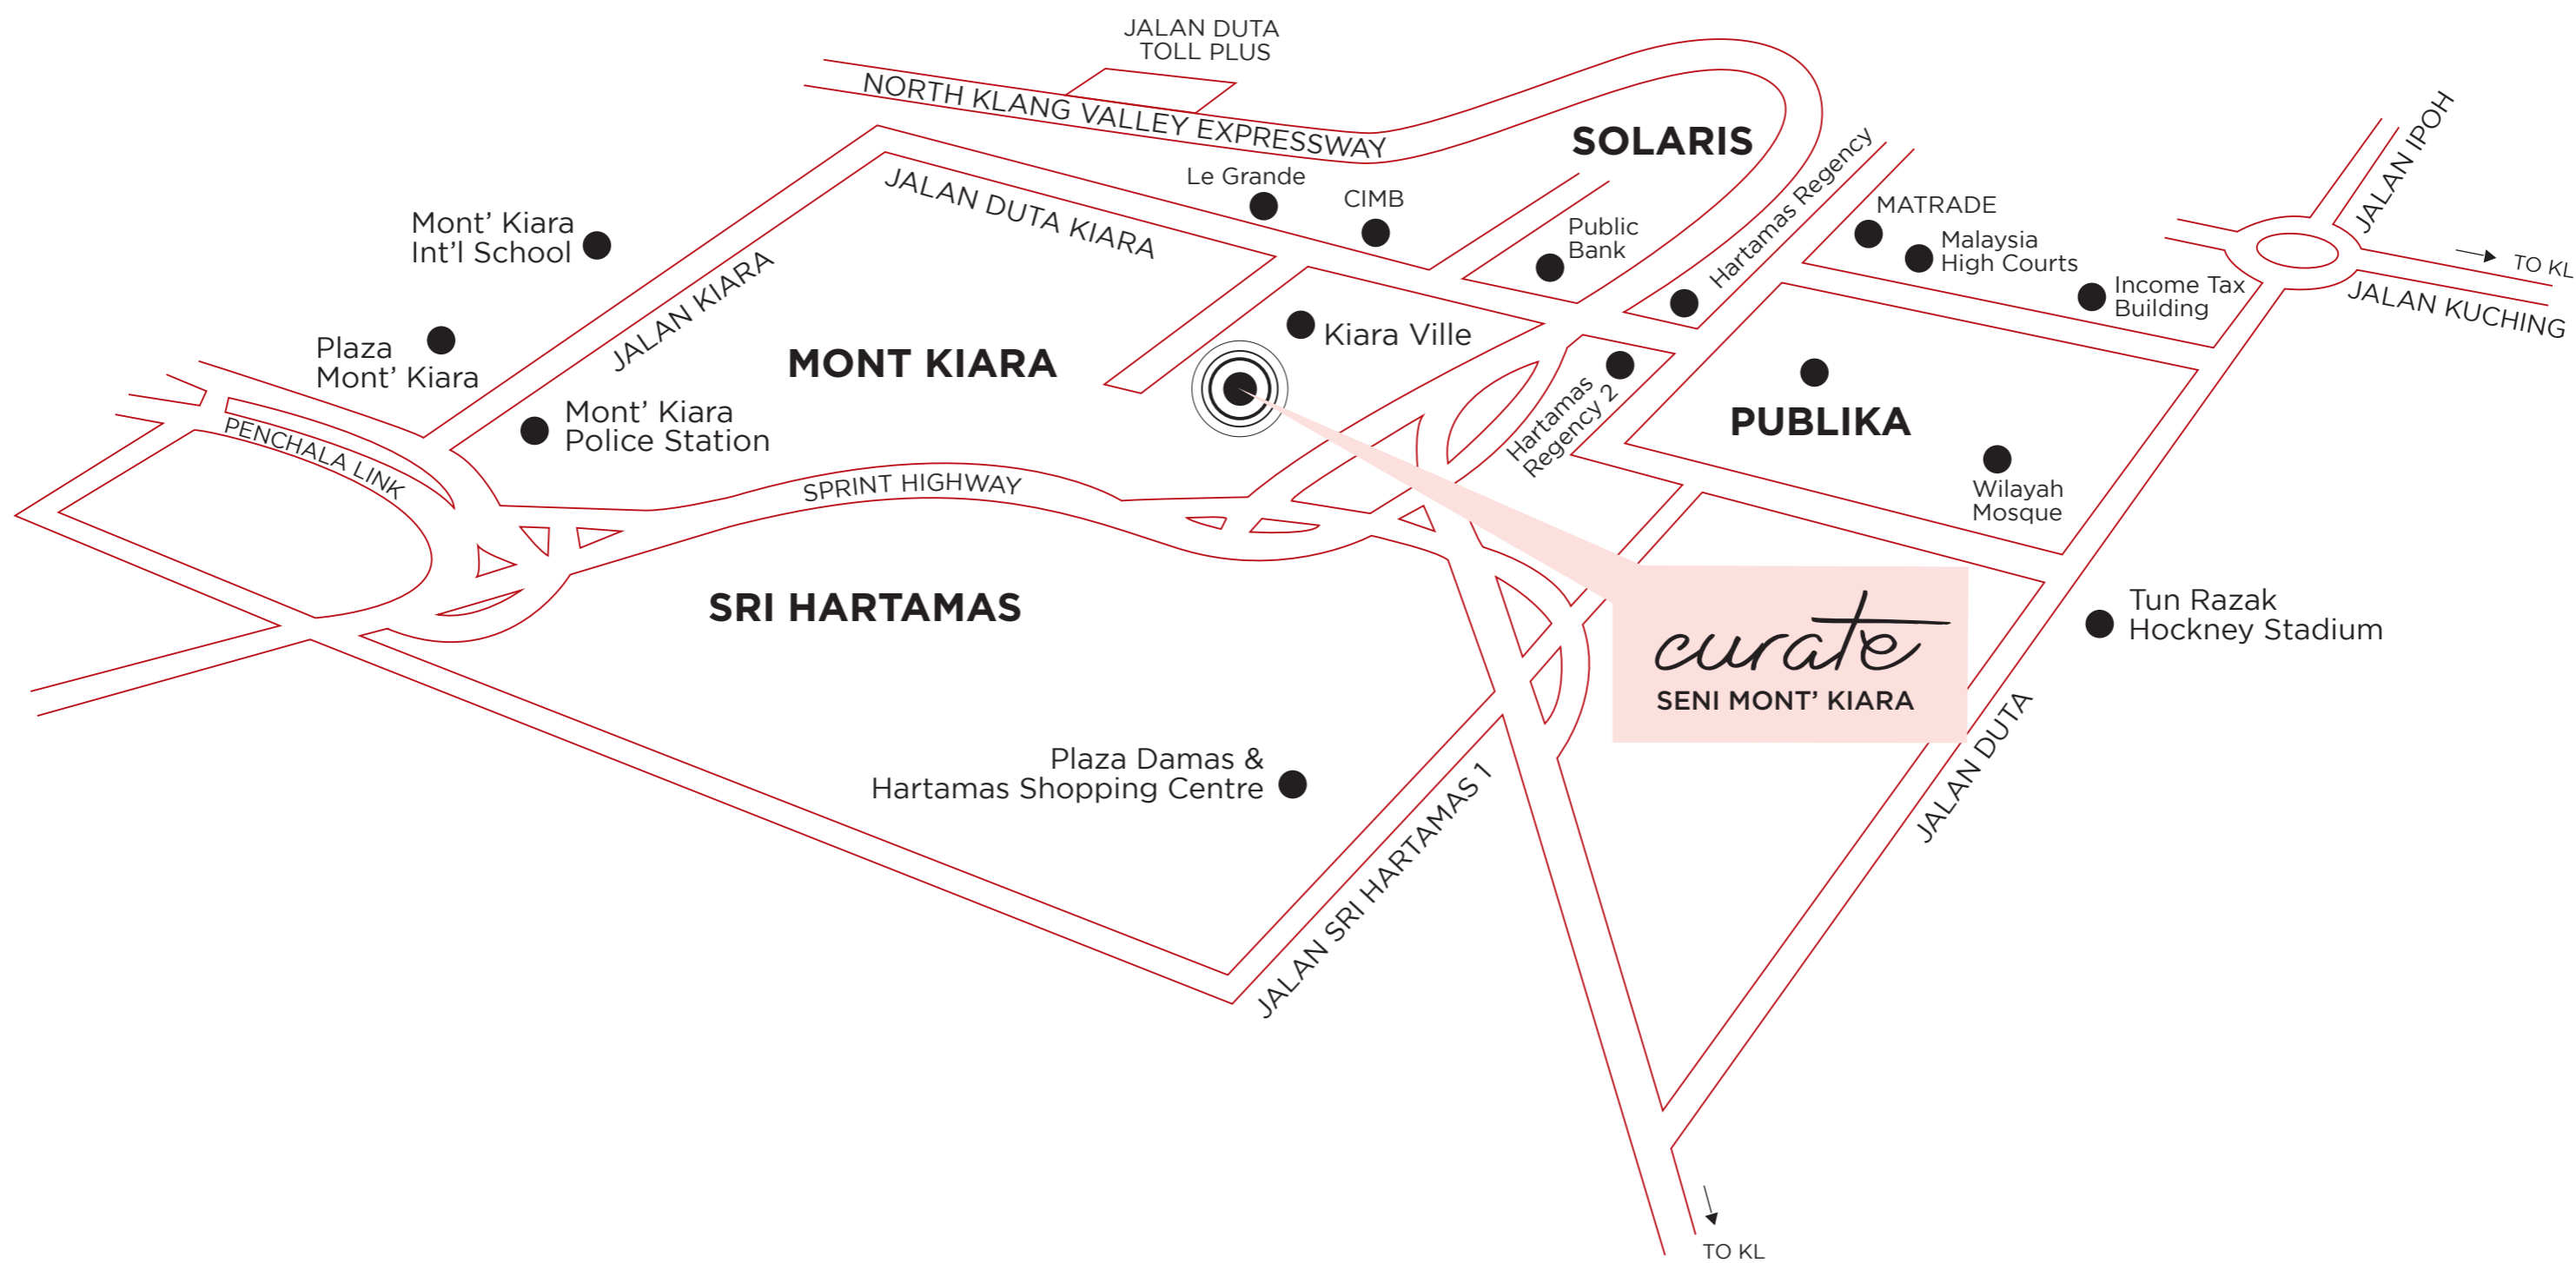 JALAN DUTA
TOLL PLUS
NORTH KLANG VALLEY EXPRESSWAY
SOLARIS
JALAN IPOH
Le Grande
CIMB
JALAN DUTA KIARA
Hartamas Regency
MATRADE
Public
Bank
Malaysia
High Courts
Mont’ Kiara
Int’l School
TO KL
Income Tax
Building
JALAN KUCHING
JALAN KIARA
Kiara Ville
Plaza
Mont’ Kiara
MONT KIARA
Hartamas
Regency 2
PUBLIKA
Mont’ Kiara
Police Station
PENCHALA LINK
SPRINT HIGHWAY
Wilayah
Mosque
SRI HARTAMAS
curate
SENI MONT’ KIARA
Tun Razak
Hockney Stadium
JALAN DUTA
Plaza Damas &
Hartamas Shopping Centre
JALAN SRI HARTAMAS 1
TO KL